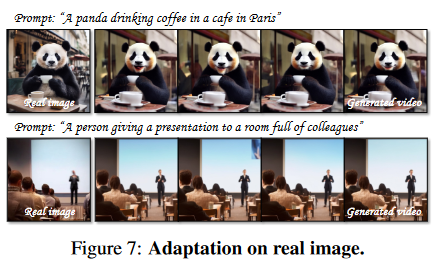 Prompt: "A panda drinking coffee in a cafe in Paris"
Real image
Generated video
Prompt: "A person giving a presentation to a room full of colleagues"
Real image
Generated video
Figure 7: Adaptation on real image.